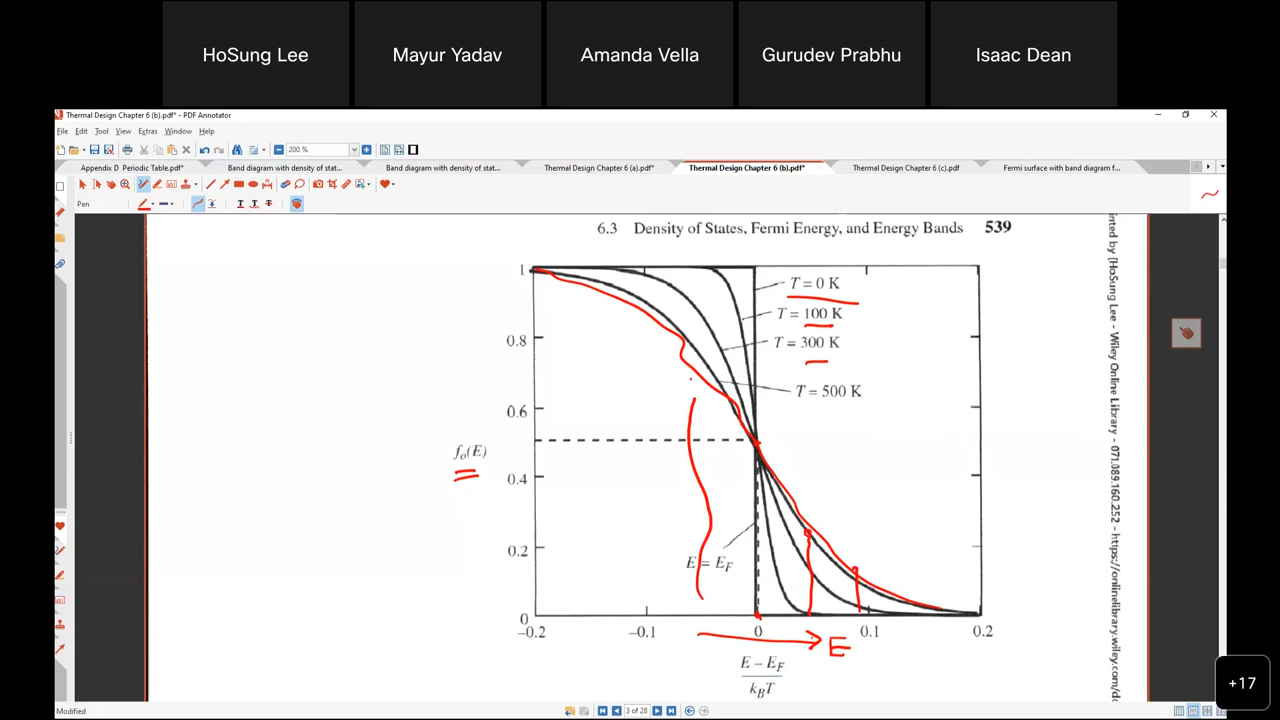 HoSung Lee
Mayur Yadav
Amanda Vella
Gurudev Prabhu
Isaac Dean
Thermal Design Chapter 6 (b).pdf* - PDF Annotator
File Edit Tool View Extras Window Help
200 %
Appendix D Periodic Table.pdf*
Band diagram with density of stat...
Band diagram with density of stat...
Thermal Design Chapter 6 (a).pdf*
Thermal Design Chapter 6 (b).pdf*
Thermal Design Chapter 6 (c).pdf
Fermi surface with band diagram f...
Pen
6.3 Density of States, Fermi Energy, and Energy Bands 539
1
T = 0 K
T = 100 K
0.8
T = 300 K
T = 500 K
0.6
fo(E)
0.4
0.2
E = EF
0
−0.2
−0.1
0
0.1
0.2
E
E − EF
kBT
inted by [HoSung Lee - Wiley Online Library - 071.089.160.252 - https://onlinelibrary.wiley.com/do
+17
Modified
3 of 28